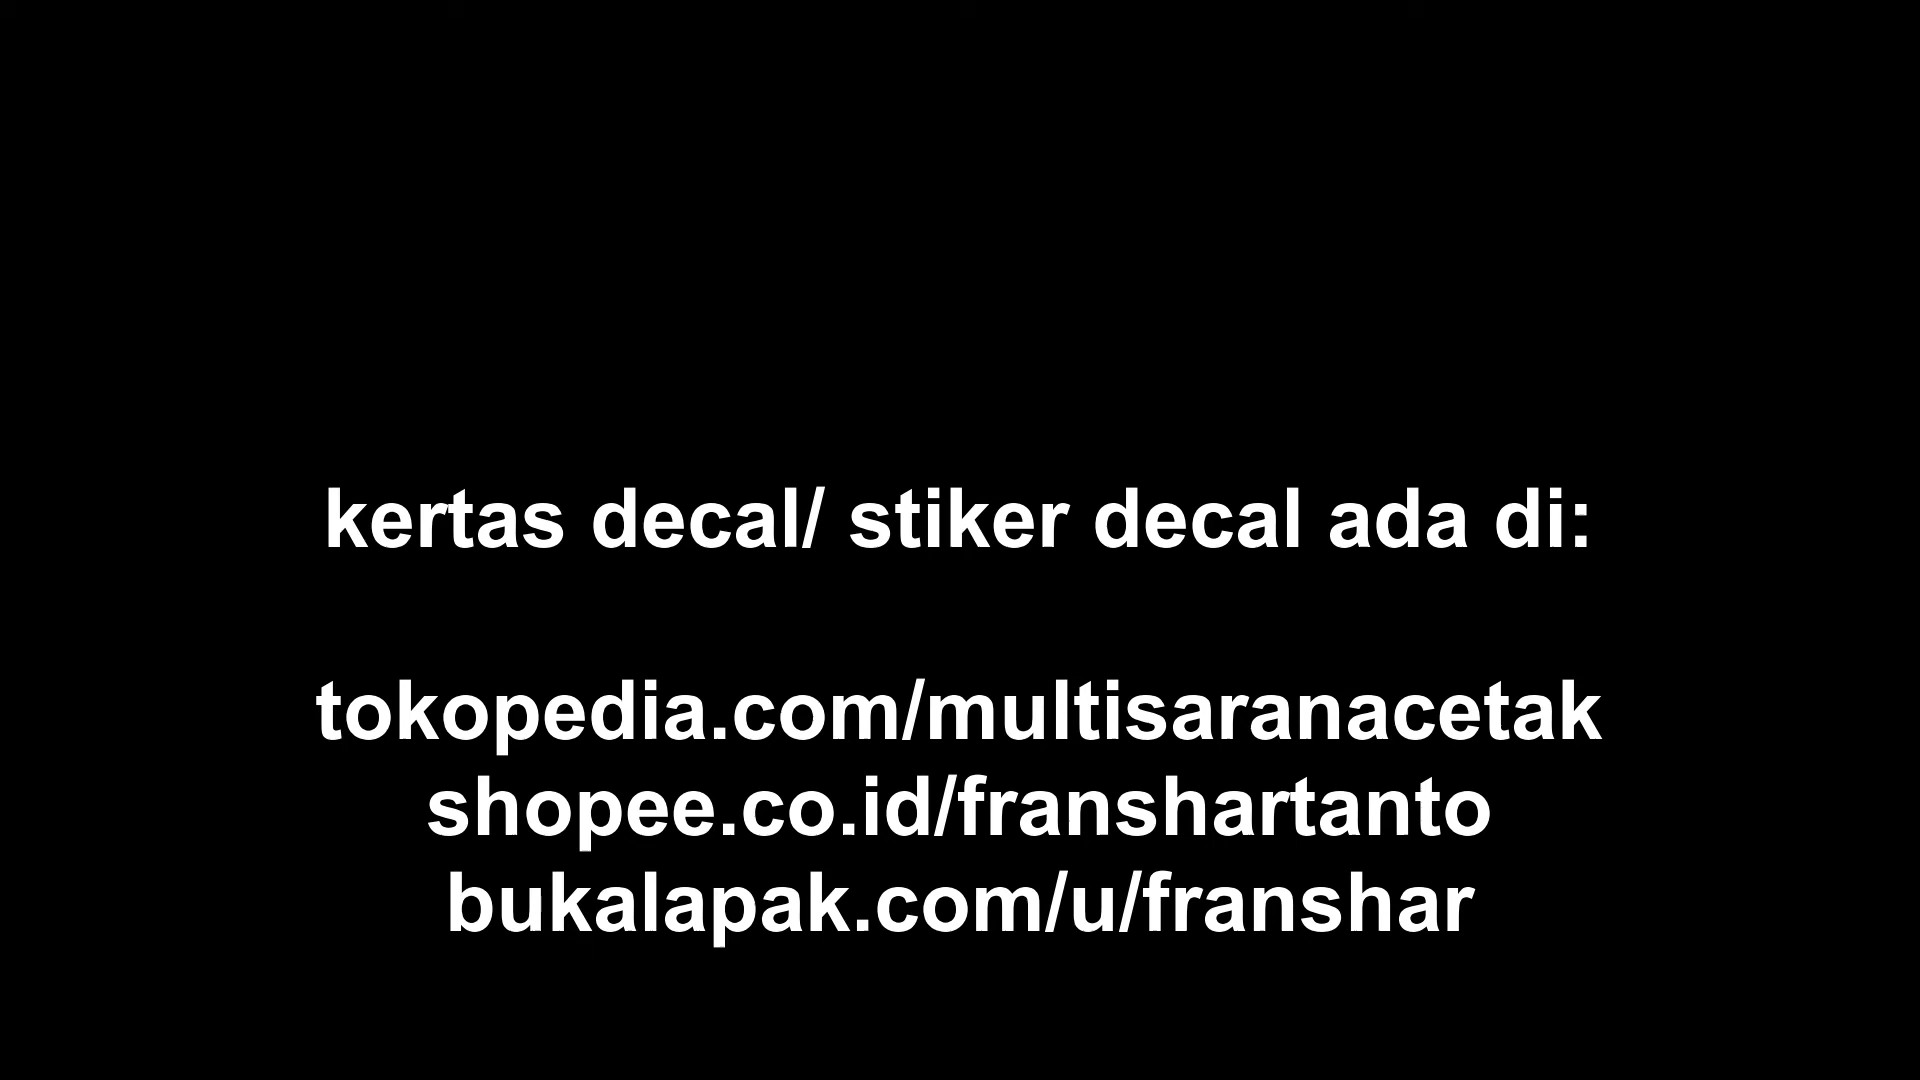 kertas decal/ stiker decal ada di:
tokopedia.com/multisaranacetak
shopee.co.id/franshartanto
bukalapak.com/u/franshar